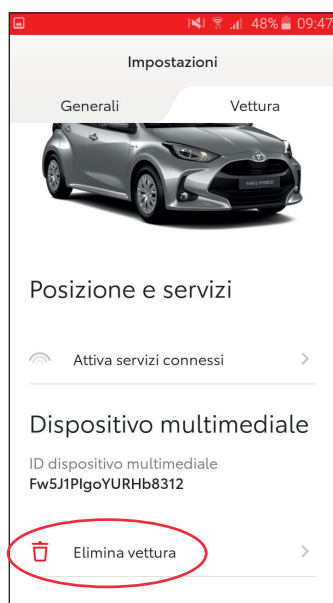 48% 09:47
Impostazioni
Generali Vettura
YARIS HYBRID
Posizione e servizi
Attiva servizi connessi
Dispositivo multimediale
ID dispositivo multimediale
Fw5J1PIgoYURHb8312
Elimina vettura